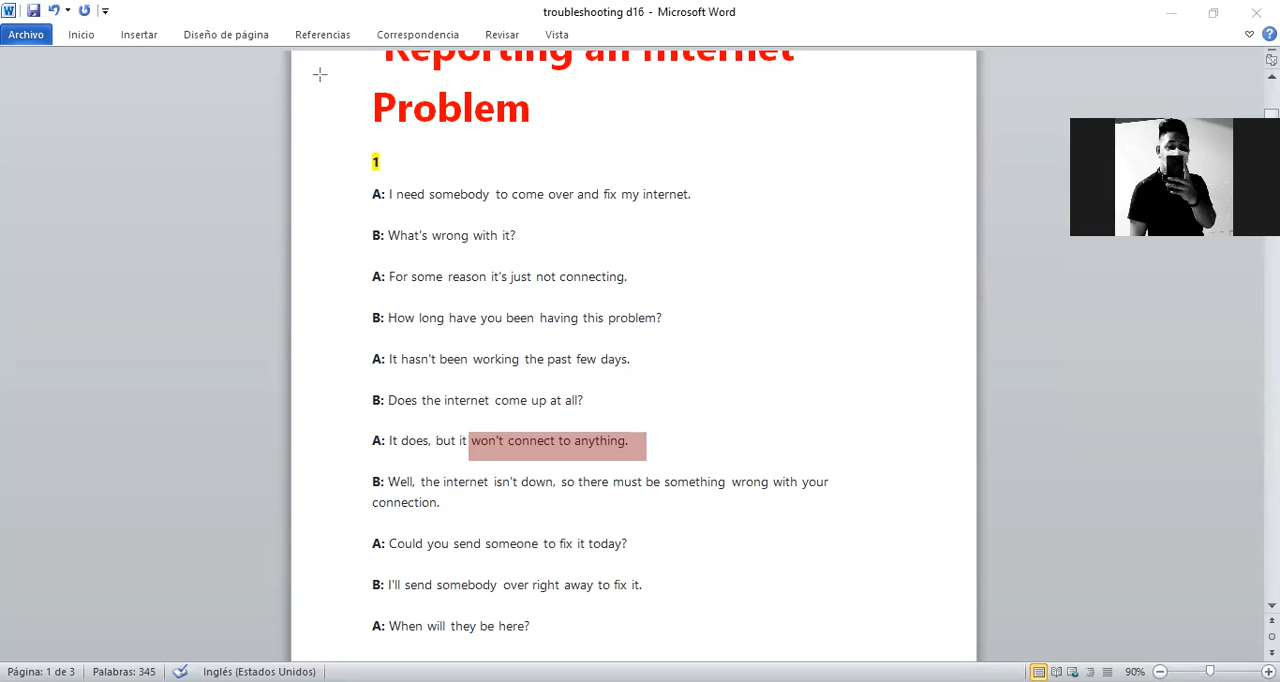 troubleshooting d16 - Microsoft Word
Archivo Inicio Insertar Diseño de página Referencias Correspondencia Revisar Vista
Reporting an Internet
Problem
1
A: I need somebody to come over and fix my internet.
B: What's wrong with it?
A: For some reason it's just not connecting.
B: How long have you been having this problem?
A: It hasn't been working the past few days.
B: Does the internet come up at all?
A: It does, but it won't connect to anything.
B: Well, the internet isn't down, so there must be something wrong with your
connection.
A: Could you send someone to fix it today?
B: I'll send somebody over right away to fix it.
A: When will they be here?
Página: 1 de 3 Palabras: 345 Inglés (Estados Unidos) 90%